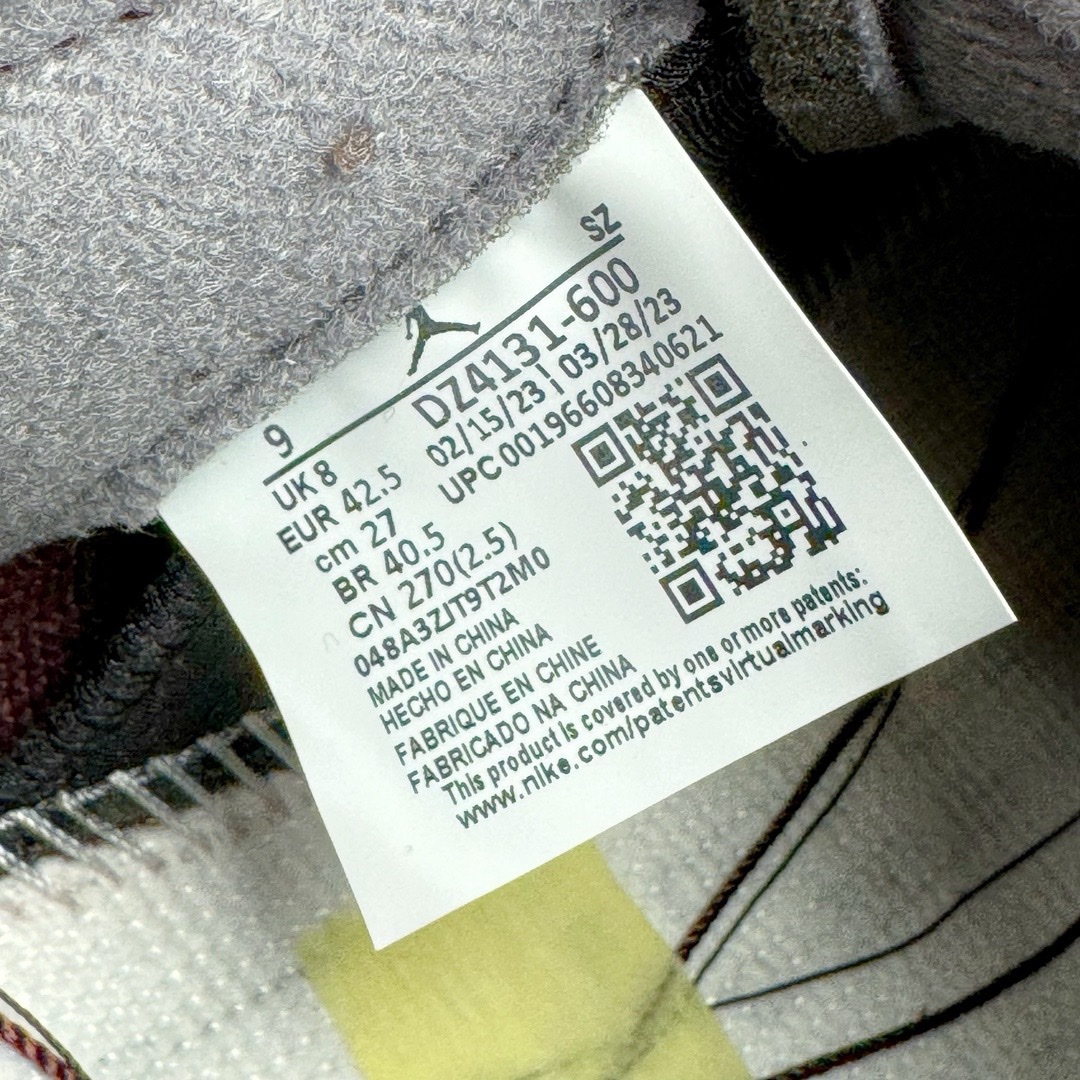 9 SZ
UK 8 DZ4131-600
EUR 42.5 02/15/23 | 03/28/23
cm 27 UPC 00196608340621
BR 40.5
CN 270(2.5)
048A3ZJT9T2M0
MADE IN CHINA
HECHO EN CHINA
FABRIQUE EN CHINE
FABRICADO NA CHINA
This product is covered by one or more patents:
www.nike.com/patentsvirtualmarking